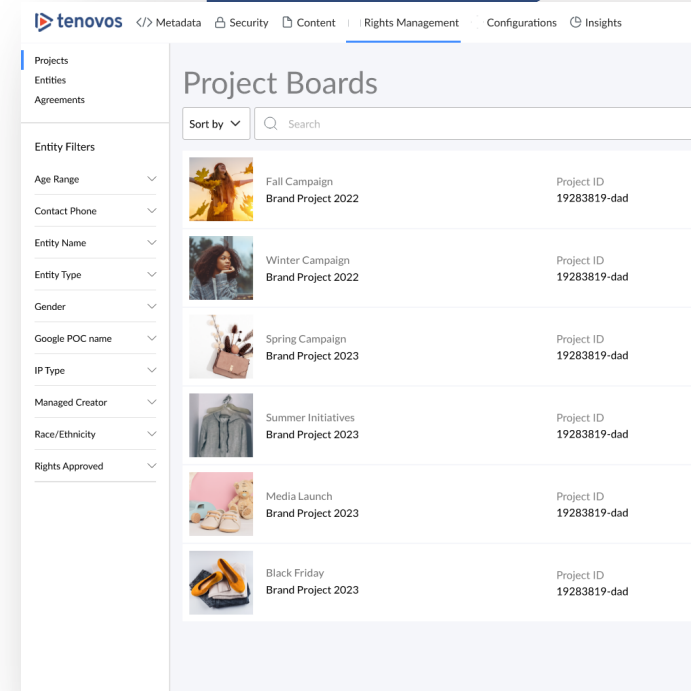 tenovos </> Metadata Security Content Rights Management Configurations Insights
Projects
Entities
Agreements
Entity Filters
Age Range
Contact Phone
Entity Name
Entity Type
Gender
Google POC name
IP Type
Managed Creator
Race/Ethnicity
Rights Approved
Project Boards
Sort by Search
Fall Campaign Project ID
Brand Project 2022 19283819-dad
Winter Campaign Project ID
Brand Project 2022 19283819-dad
Spring Campaign Project ID
Brand Project 2023 19283819-dad
Summer Initiatives Project ID
Brand Project 2023 19283819-dad
Media Launch Project ID
Brand Project 2023 19283819-dad
Black Friday Project ID
Brand Project 2023 19283819-dad